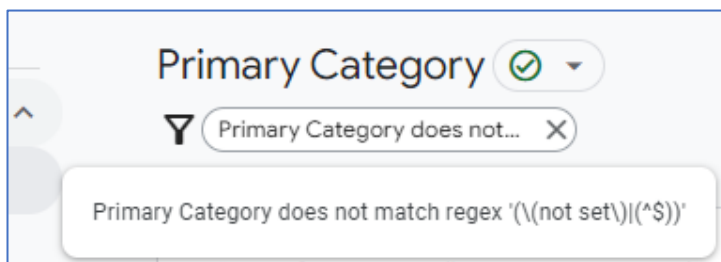 Primary Category
Primary Category does not...
Primary Category does not match regex '(\(not set\)|(^$))'